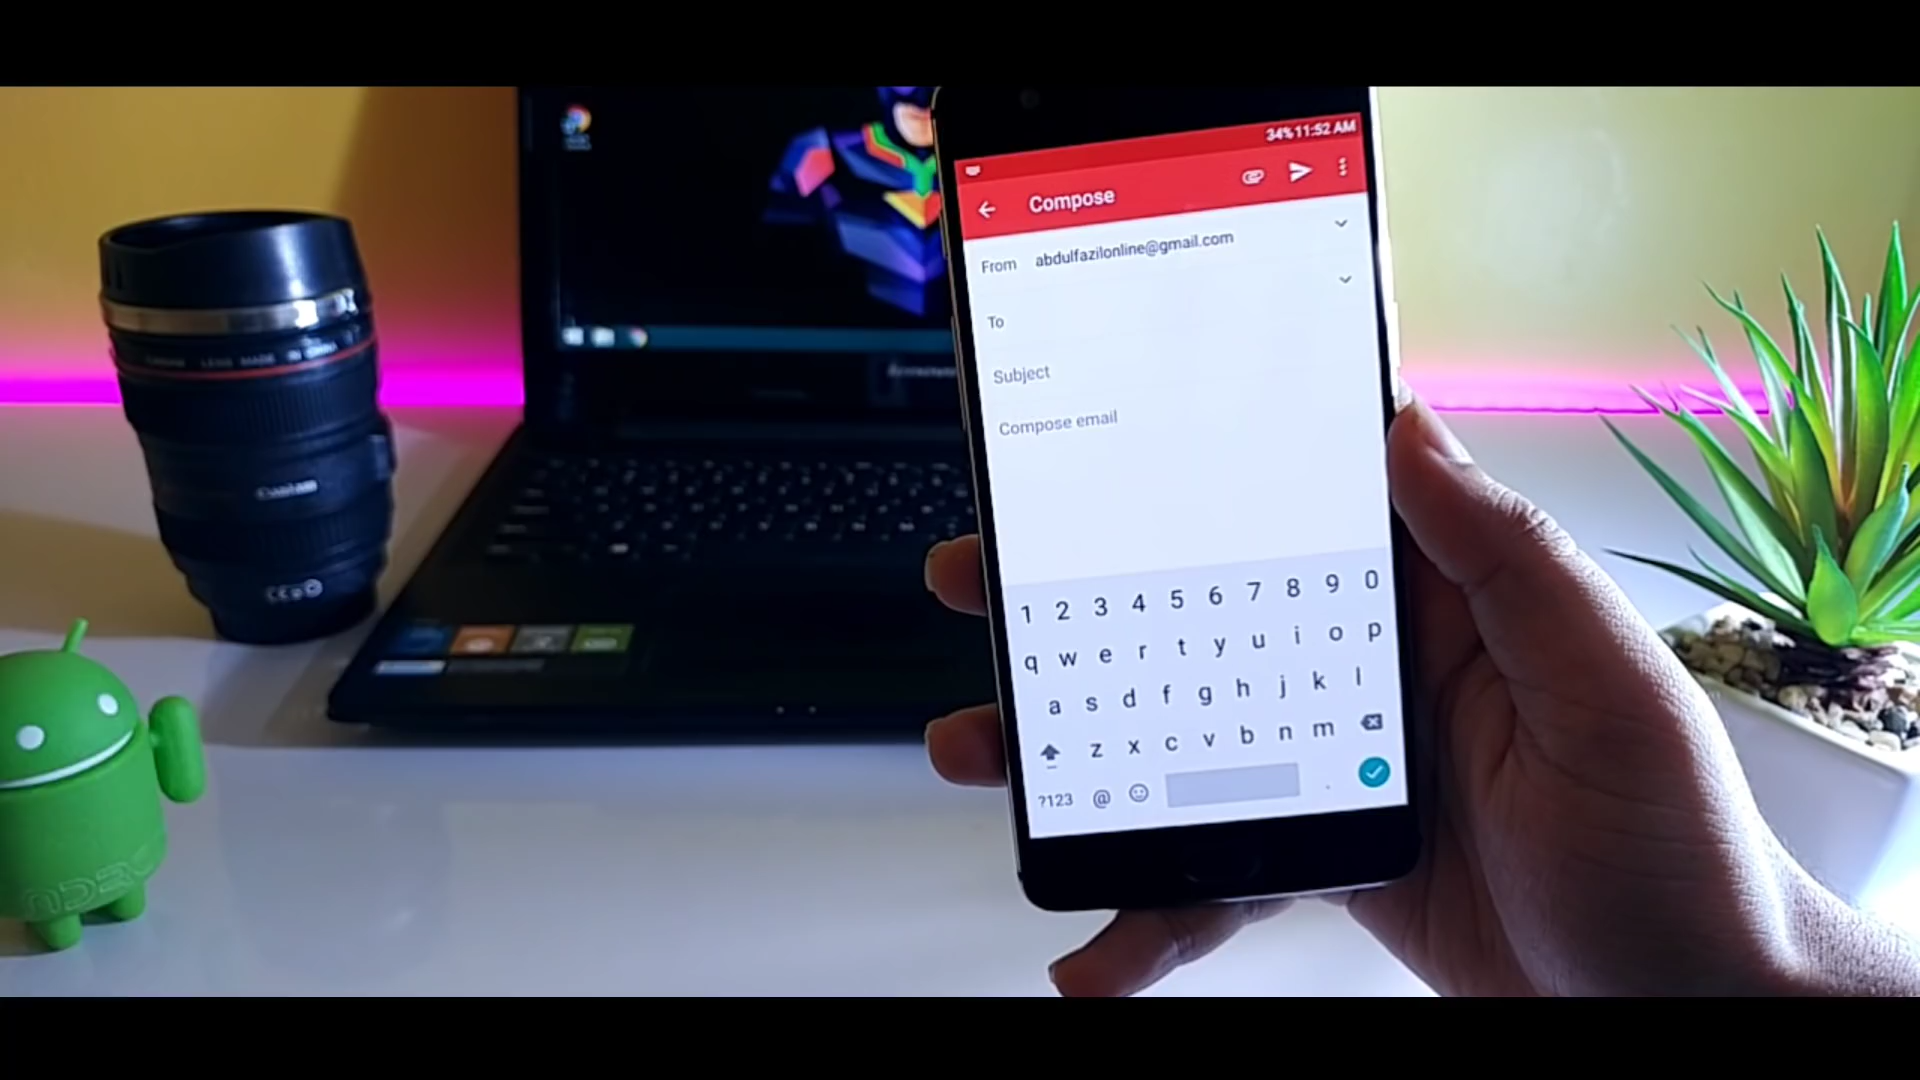 34% 11:52 AM
Compose
From abdulfazilonline@gmail.com
To
Subject
Compose email
1 2 3 4 5 6 7 8 9 0
q w e r t y u i o p
a s d f g h j k l
z x c v b n m
?123 @ .